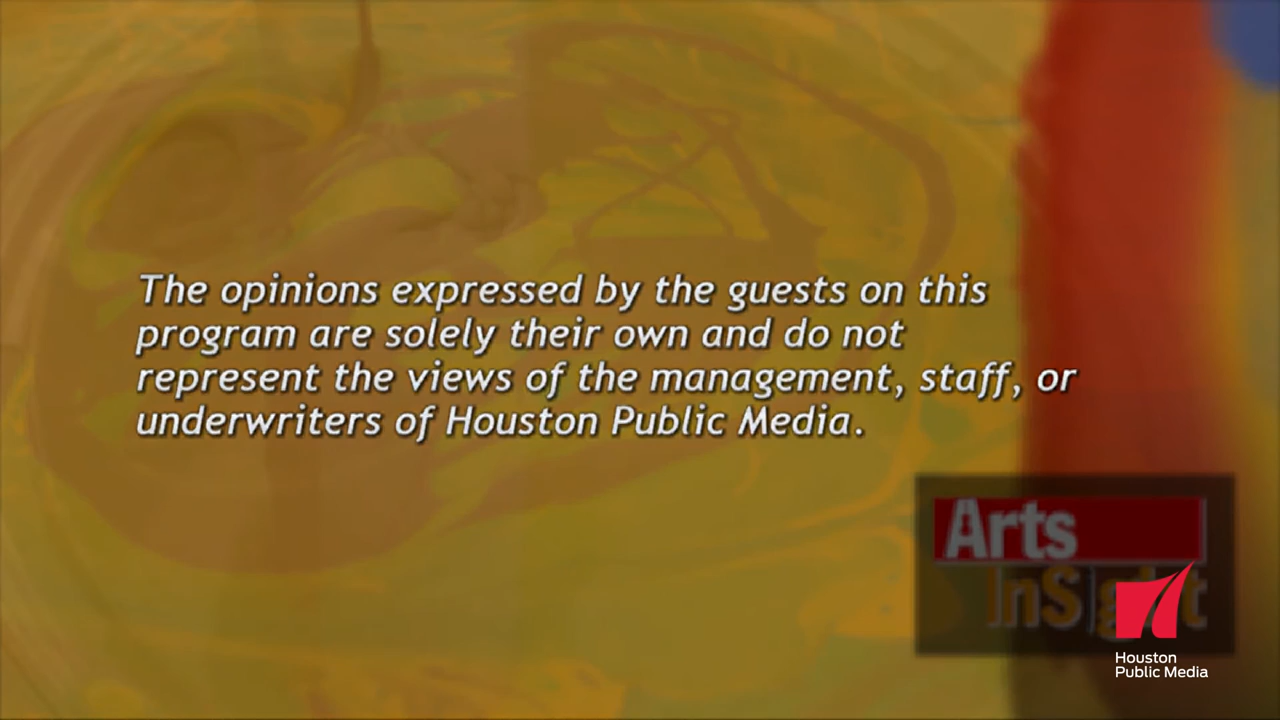 The opinions expressed by the guests on this
program are solely their own and do not
represent the views of the management, staff, or
underwriters of Houston Public Media.
Arts
InSight
Houston
Public Media